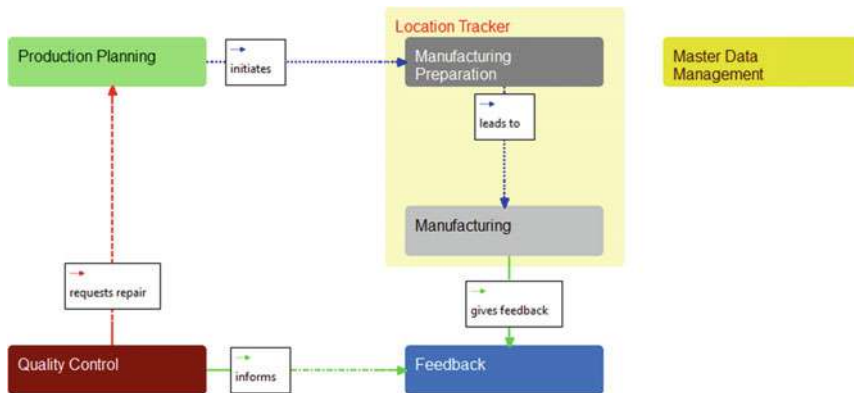 Location Tracker
Production Planning
initiates
Manufacturing
Preparation
Master Data
Management
leads to
Manufacturing
requests repair
gives feedback
Quality Control
informs
Feedback